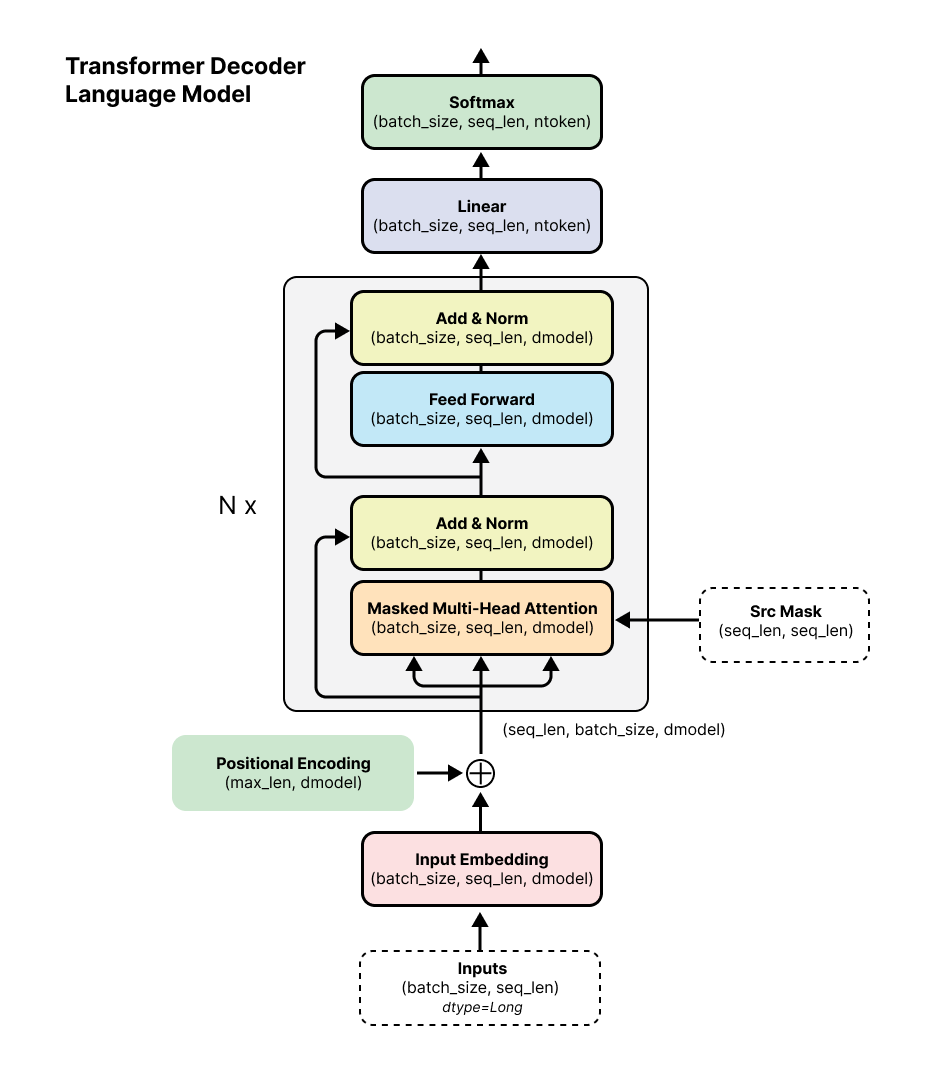 Transformer Decoder
Language Model
Softmax
(batch_size, seq_len, ntoken)
Linear
(batch_size, seq_len, ntoken)
Add & Norm
(batch_size, seq_len, dmodel)
Feed Forward
(batch_size, seq_len, dmodel)
N x
Add & Norm
(batch_size, seq_len, dmodel)
Masked Multi-Head Attention
(batch_size, seq_len, dmodel)
Src Mask
(seq_len, seq_len)
(seq_len, batch_size, dmodel)
Positional Encoding
(max_len, dmodel)
Input Embedding
(batch_size, seq_len, dmodel)
Inputs
(batch_size, seq_len)
dtype=Long